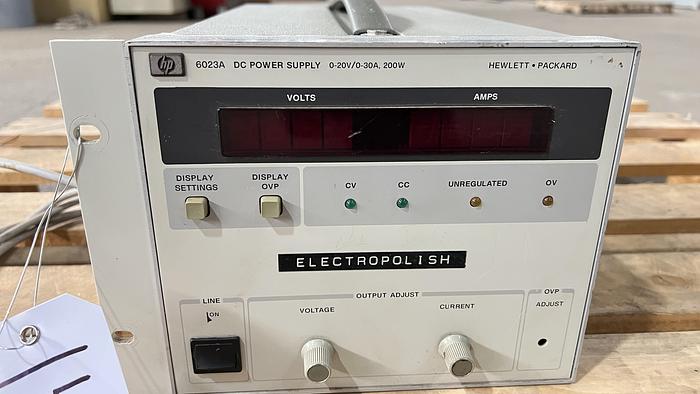 hp 6023A DC POWER SUPPLY 0-20V/0-30A, 200W HEWLETT • PACKARD
VOLTS AMPS
DISPLAY SETTINGS
DISPLAY OVP
CV CC UNREGULATED OV
ELECTROPOLISH
LINE
ON
OUTPUT ADJUST
VOLTAGE CURRENT
OVP
ADJUST